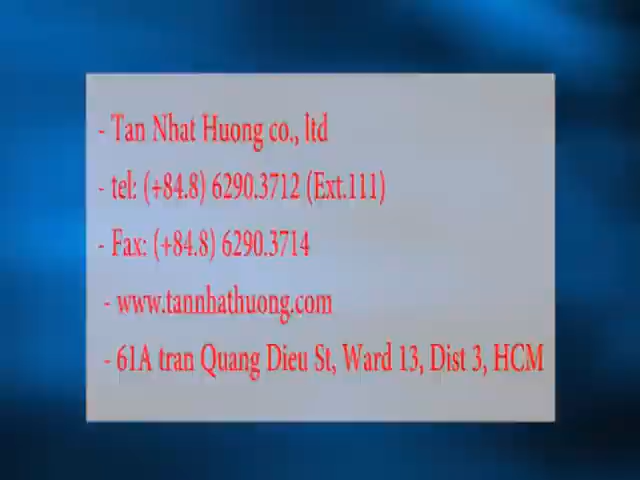 - Tan Nhat Huong co., ltd
- tel: (+84.8) 6290.3712 (Ext.111)
- Fax: (+84.8) 6290.3714
- www.tannhathuong.com
- 61A tran Quang Dieu St, Ward 13, Dist 3, HCM